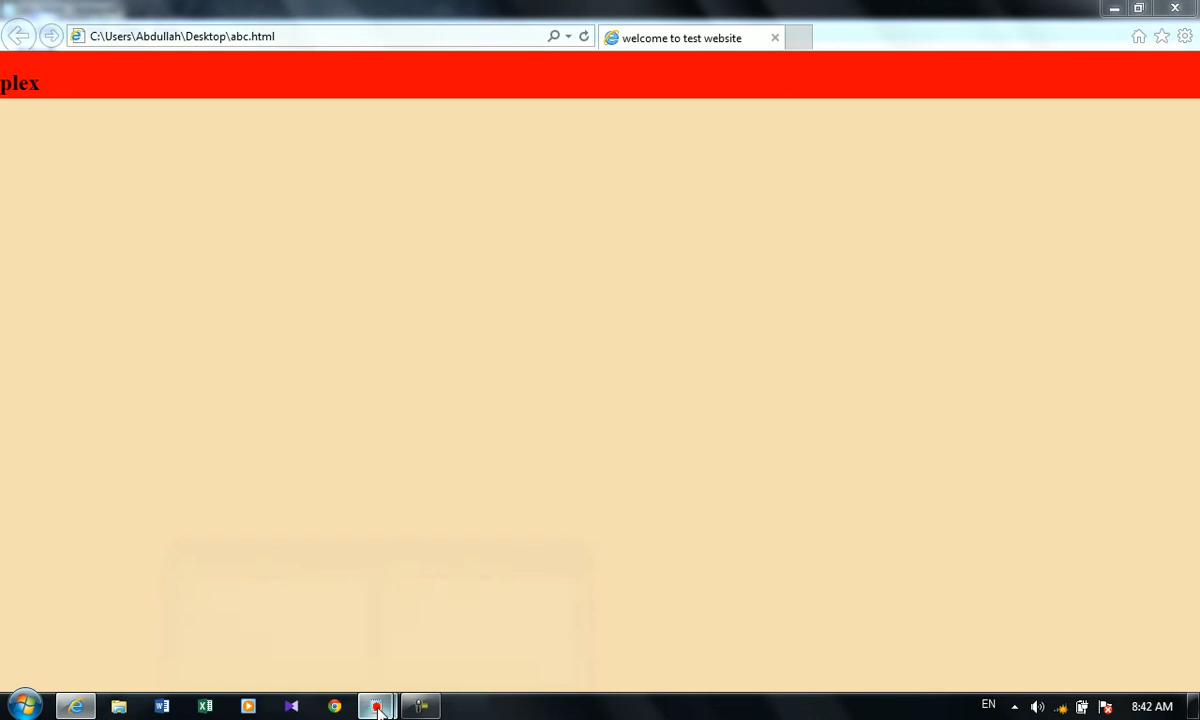 C:\Users\Abdullah\Desktop\abc.html
welcome to test website
plex
EN
8:42 AM